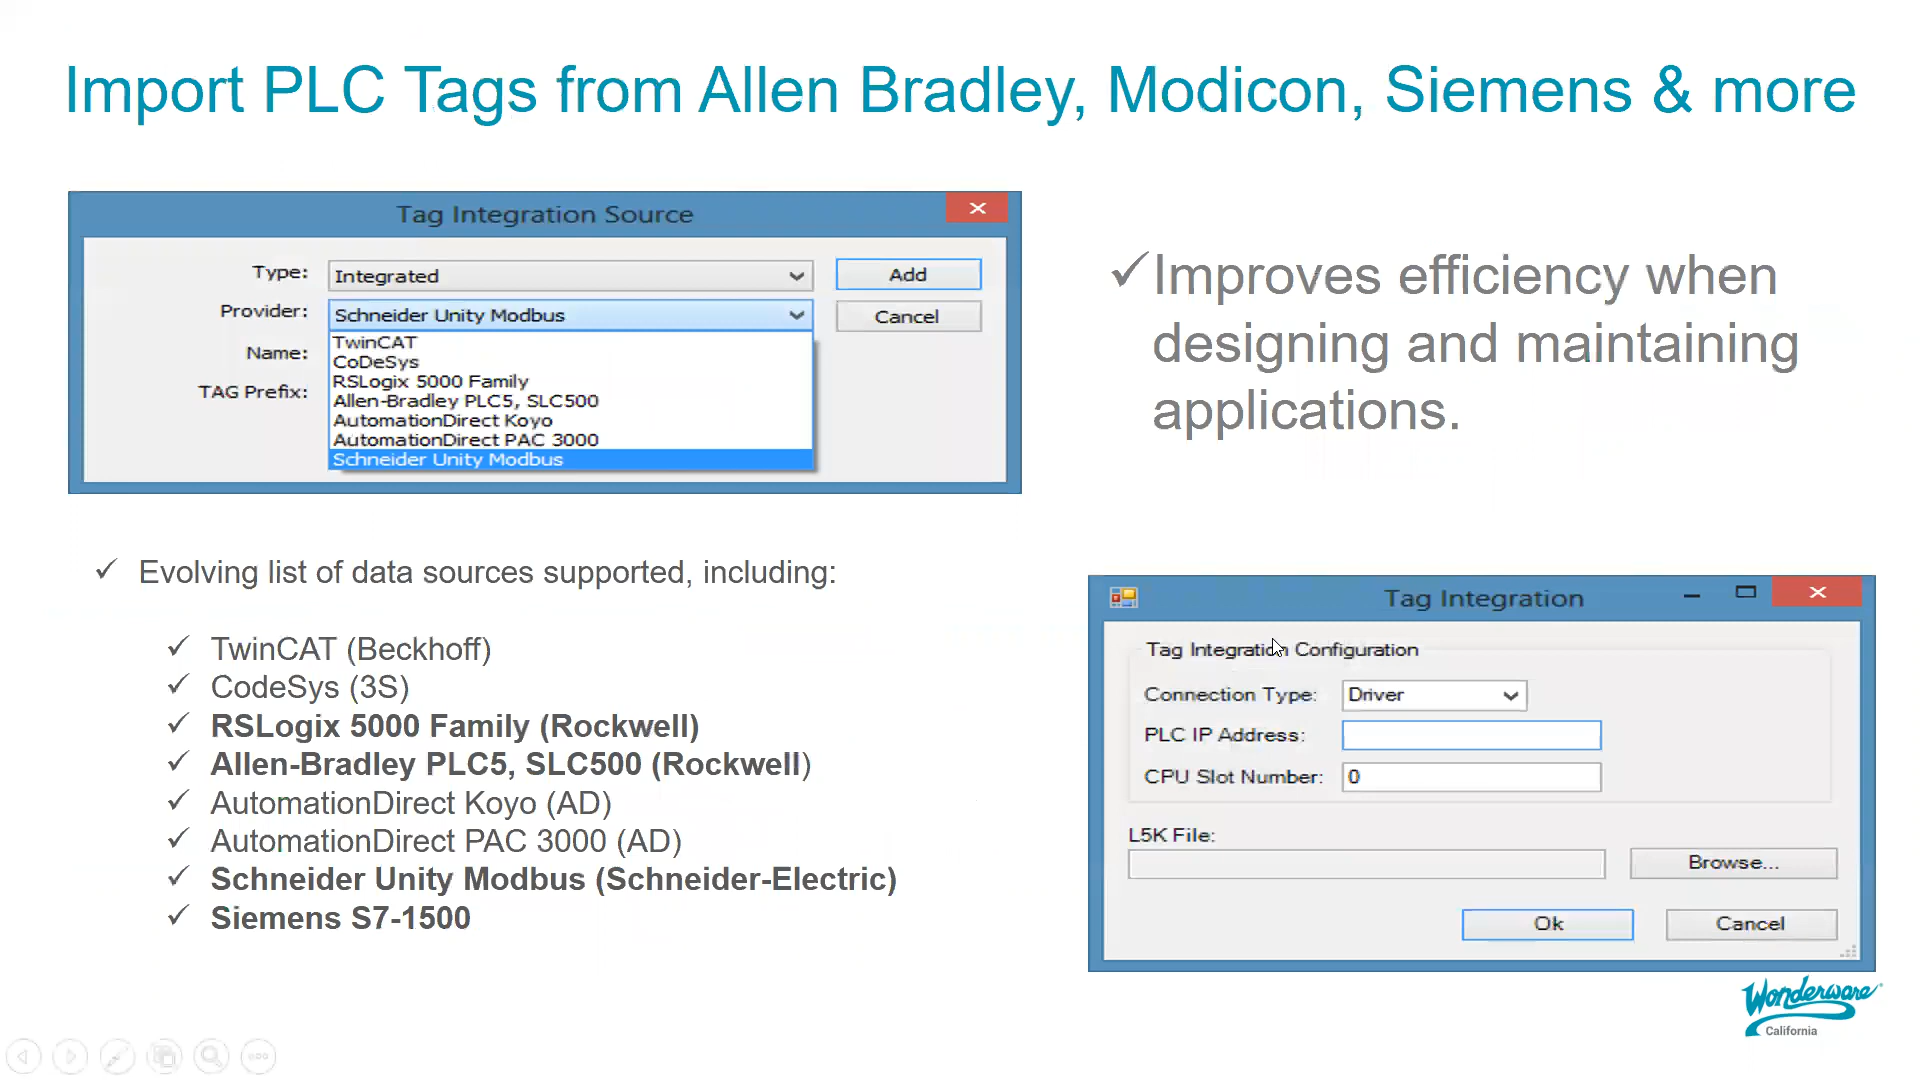 Import PLC Tags from Allen Bradley, Modicon, Siemens & more
Tag Integration Source
Type: Integrated Add
Provider: Schneider Unity Modbus Cancel
TwinCAT
Name:
CoDeSys
RSLogix 5000 Family
TAG Prefix:
Allen-Bradley PLC5, SLC500
AutomationDirect Koyo
AutomationDirect PAC 3000
Schneider Unity Modbus
Improves efficiency when
designing and maintaining
applications.
Evolving list of data sources supported, including:
TwinCAT (Beckhoff)
CodeSys (3S)
RSLogix 5000 Family (Rockwell)
Allen-Bradley PLC5, SLC500 (Rockwell)
AutomationDirect Koyo (AD)
AutomationDirect PAC 3000 (AD)
Schneider Unity Modbus (Schneider-Electric)
Siemens S7-1500
Tag Integration
Tag Integration Configuration
Connection Type: Driver
PLC IP Address:
CPU Slot Number: 0
L5K File:
Browse...
Ok Cancel
Wonderware
California